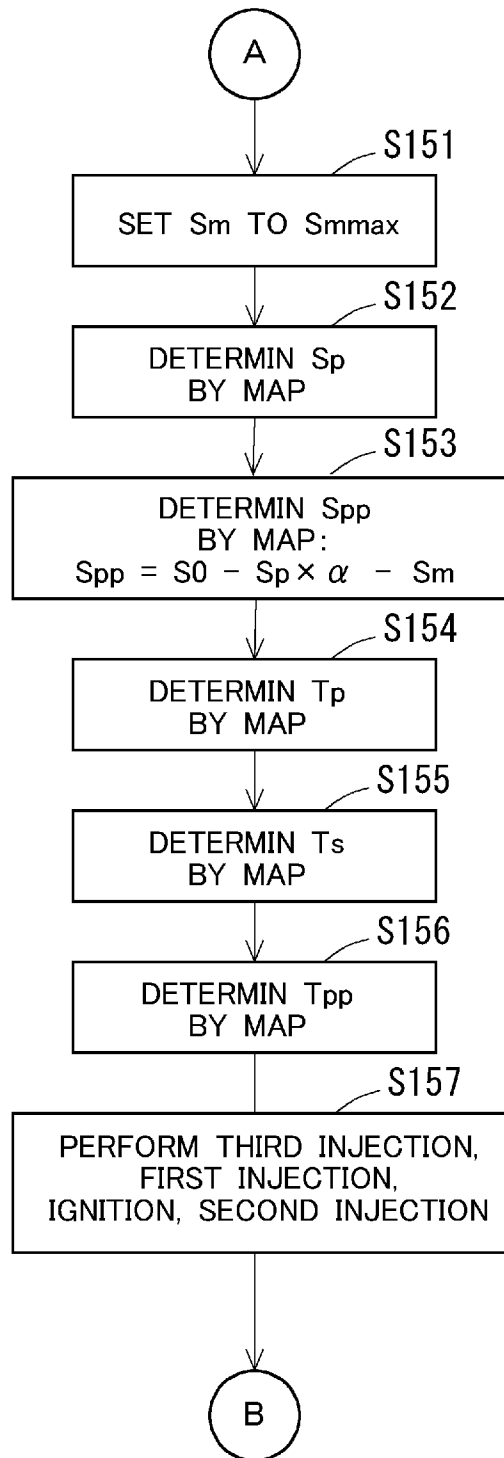 A
S151
SET Sm TO Smmax
S152
DETERMIN Sp
BY MAP
S153
DETERMIN Spp
BY MAP:
Spp = S0 - Sp × α - Sm
S154
DETERMIN Tp
BY MAP
S155
DETERMIN Ts
BY MAP
S156
DETERMIN Tpp
BY MAP
S157
PERFORM THIRD INJECTION,
FIRST INJECTION,
IGNITION, SECOND INJECTION
B